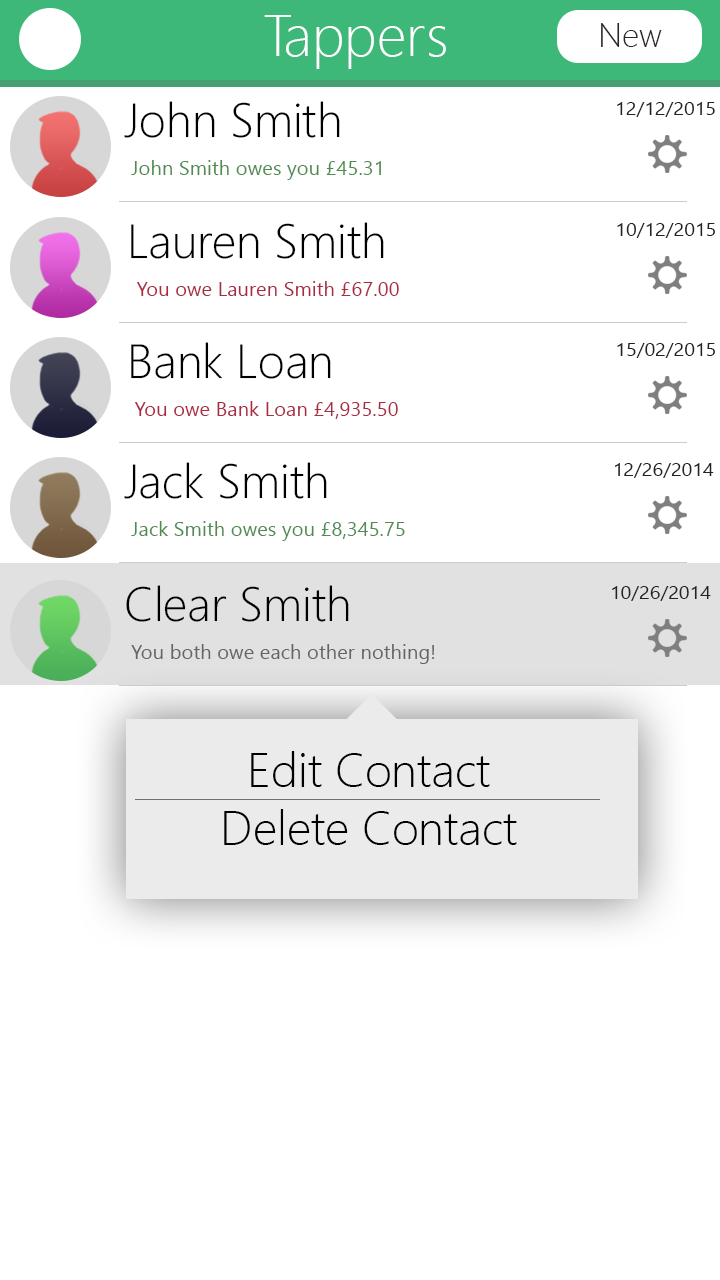 Tappers
New
John Smith
12/12/2015
John Smith owes you £45.31
Lauren Smith
10/12/2015
You owe Lauren Smith £67.00
Bank Loan
15/02/2015
You owe Bank Loan £4,935.50
Jack Smith
12/26/2014
Jack Smith owes you £8,345.75
Clear Smith
10/26/2014
You both owe each other nothing!
Edit Contact
Delete Contact